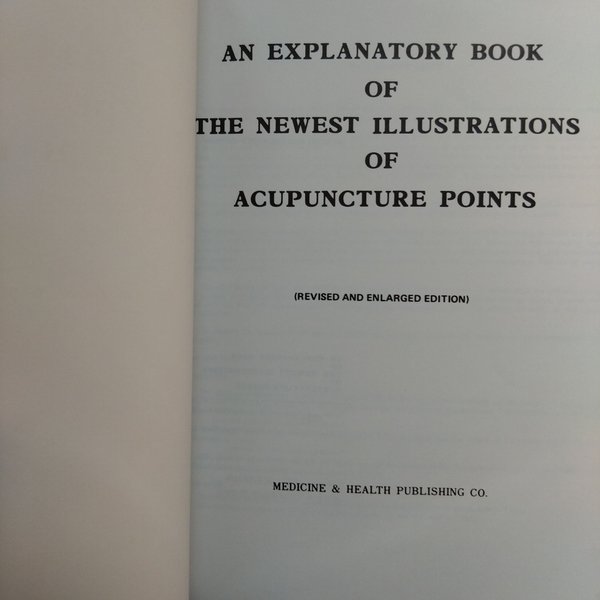 AN EXPLANATORY BOOK
OF
THE NEWEST ILLUSTRATIONS
OF
ACUPUNCTURE POINTS
(REVISED AND ENLARGED EDITION)
MEDICINE & HEALTH PUBLISHING CO.